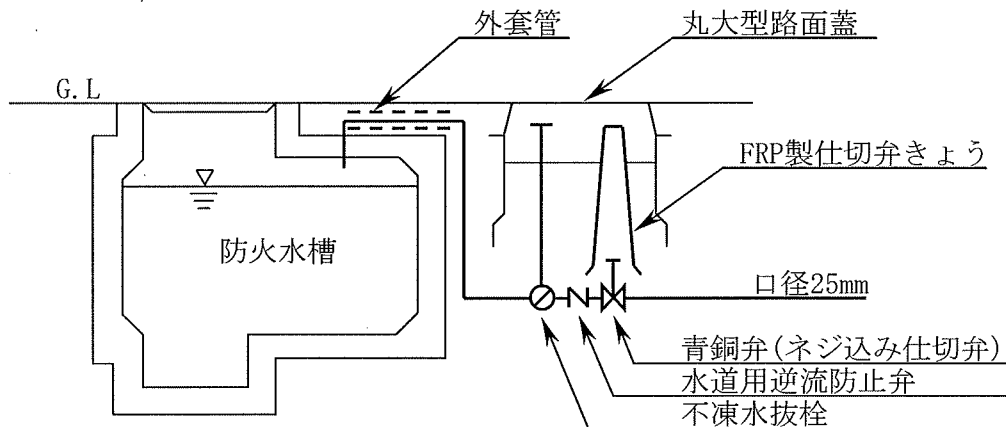 外套管
丸大型路面蓋
G.L
FRP製仕切弁きょう
防火水槽
口径25mm
青銅弁(ネジ込み仕切弁)
水道用逆流防止弁
不凍水抜栓